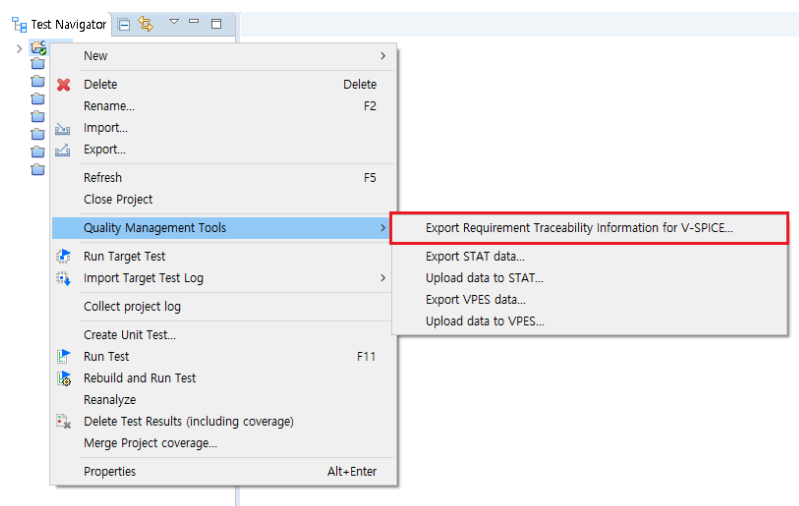 Test Navigator
New
Delete Delete
Rename... F2
Import...
Export...
Refresh F5
Close Project
Quality Management Tools
Export Requirement Traceability Information for V-SPICE...
Run Target Test
Export STAT data...
Import Target Test Log
Upload data to STAT...
Collect project log
Export VPES data...
Upload data to VPES...
Create Unit Test...
Run Test F11
Rebuild and Run Test
Reanalyze
Delete Test Results (including coverage)
Merge Project coverage...
Properties Alt+Enter